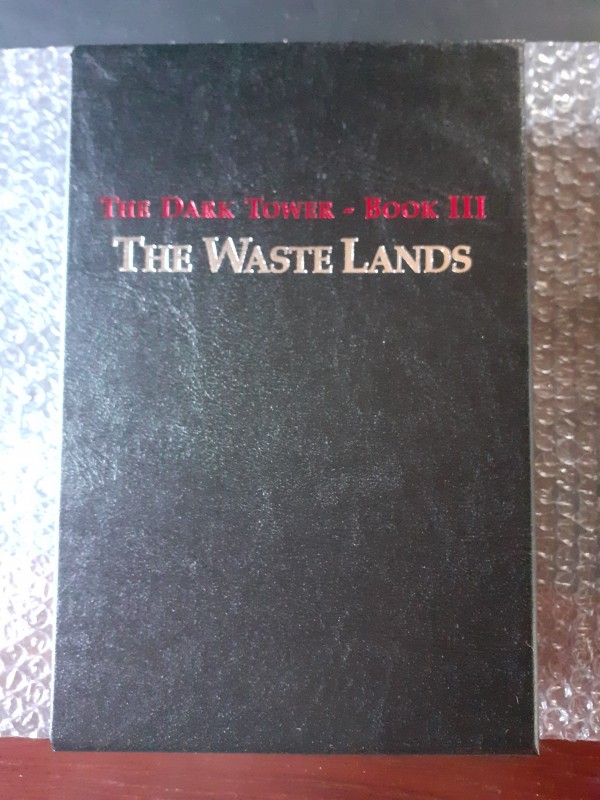 The Dark Tower - Book III
The Waste Lands